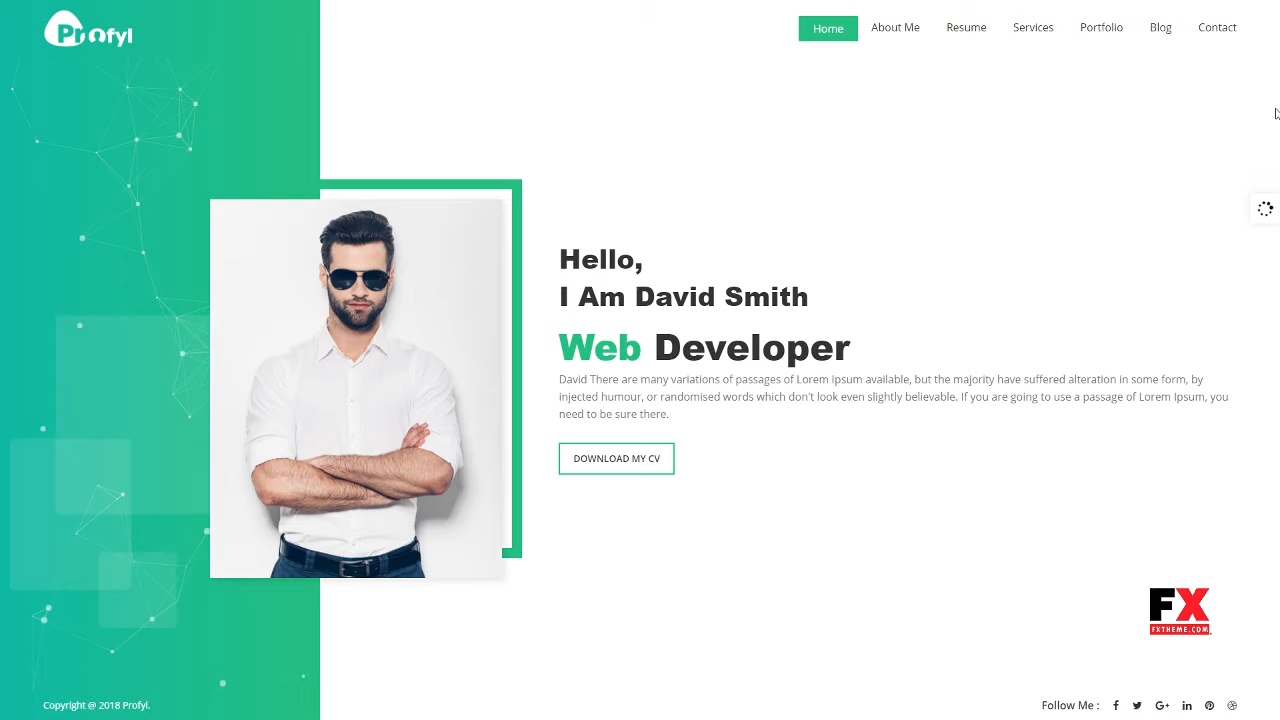 Profyl
Home About Me Resume Services Portfolio Blog Contact
Hello,
I Am David Smith
Web Developer
David There are many variations of passages of Lorem Ipsum available, but the majority have suffered alteration in some form, by
injected humour, or randomised words which don't look even slightly believable. If you are going to use a passage of Lorem Ipsum, you
need to be sure there.
DOWNLOAD MY CV
FX
FXTHEME.COM
Copyright @ 2018 Profyl.
Follow Me :